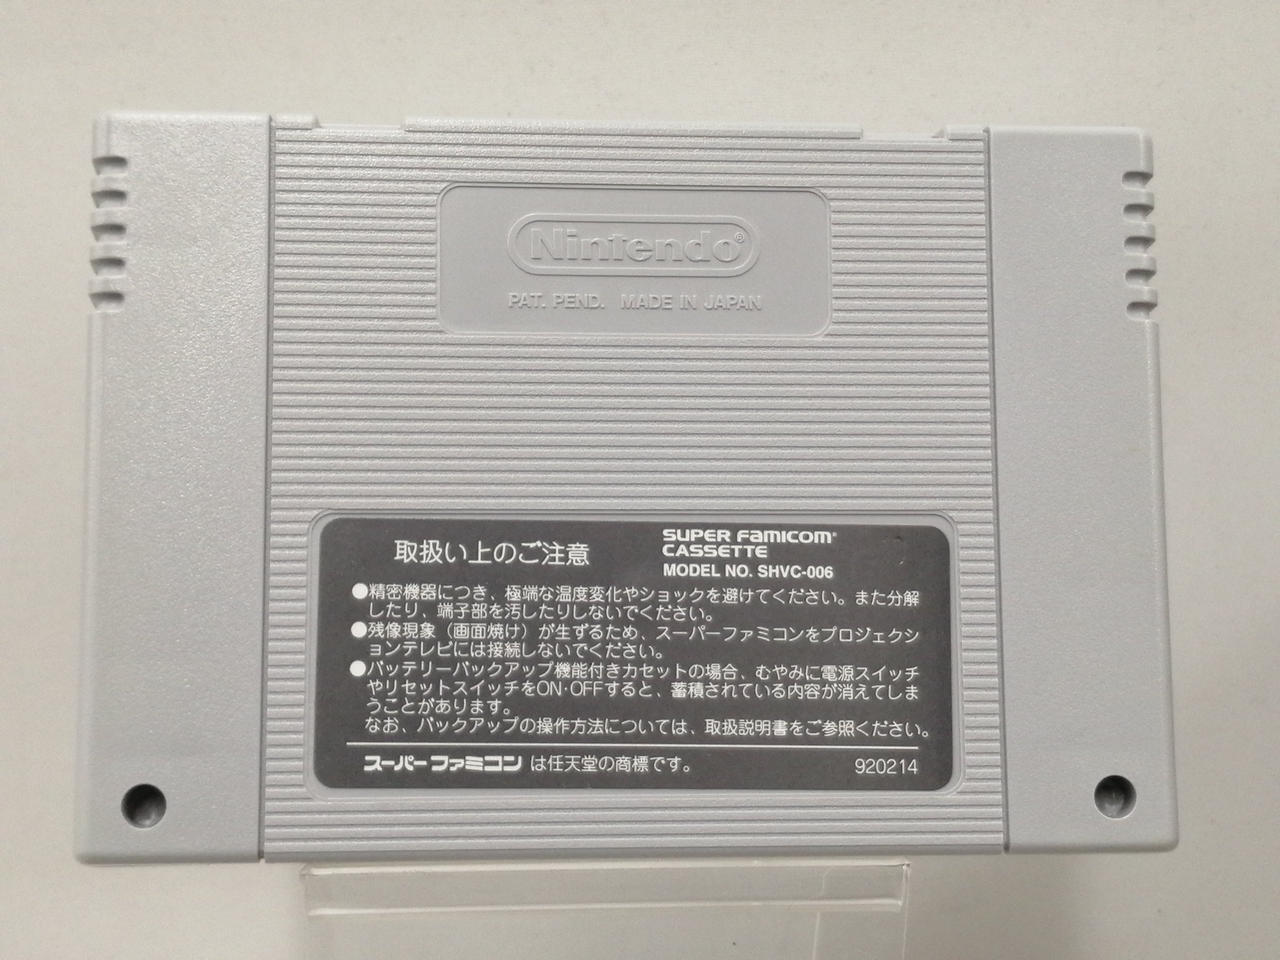 Nintendo®
PAT. PEND. MADE IN JAPAN
取扱い上のご注意
SUPER FAMICOM®
CASSETTE
MODEL NO. SHVC-006
●精密機器につき、極端な温度変化やショックを避けてください。また分解
したり、端子部を汚したりしないでください。
●残像現象（画面焼け）が生ずるため、スーパーファミコンをプロジェクシ
ョンテレビには接続しないでください。
●バッテリーバックアップ機能付きカセットの場合、むやみに電源スイッチ
やリセットスイッチをON・OFFすると、蓄積されている内容が消えてしま
うことがあります。
なお、バックアップの操作方法については、取扱説明書をご参照ください。
スーパーファミコンは任天堂の商標です。
920214